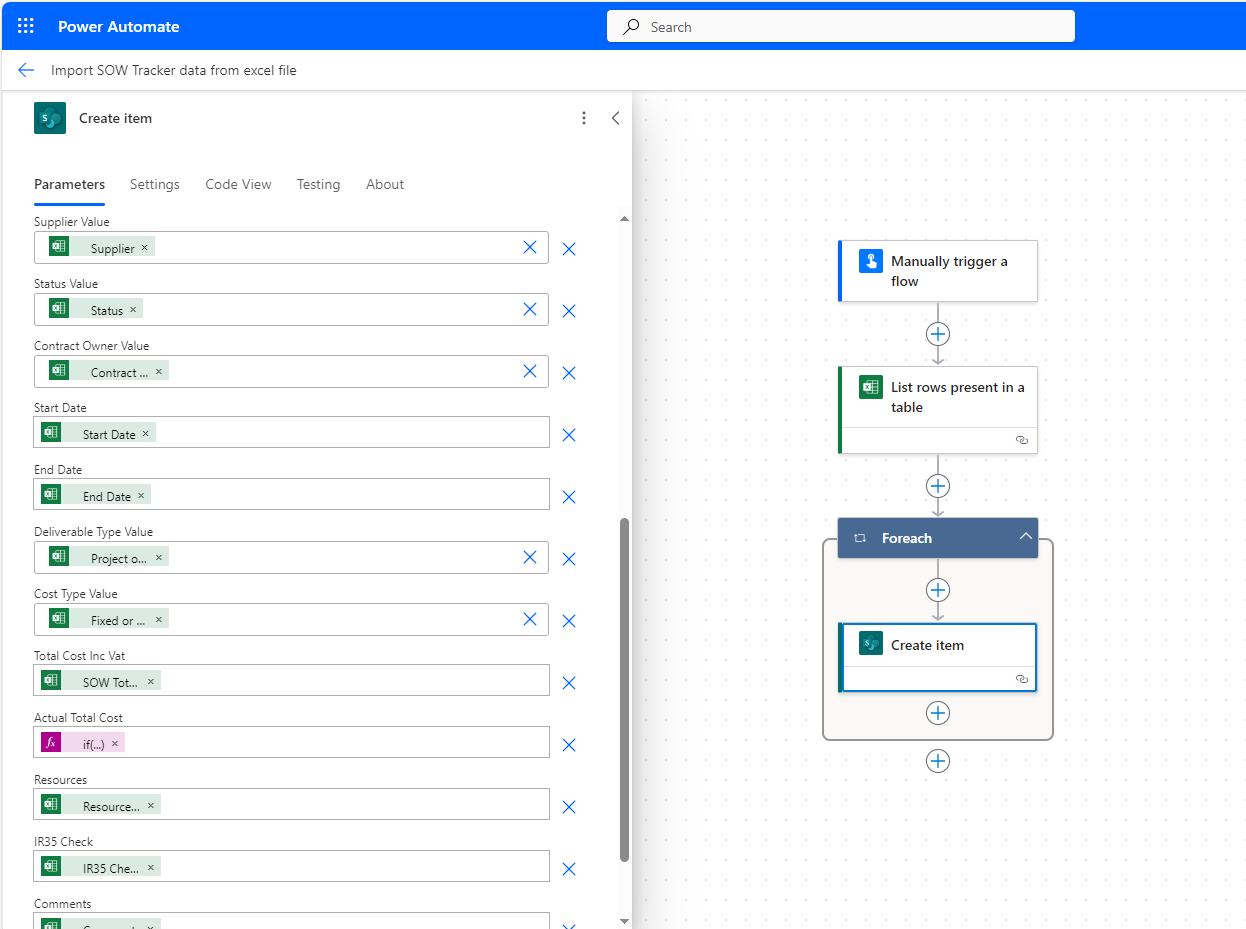 Power Automate
Search
Import SOW Tracker data from excel file
Create item
Parameters Settings Code View Testing About
Supplier Value
Supplier ×
Status Value
Status ×
Contract Owner Value
Contract ... ×
Start Date
Start Date ×
End Date
End Date ×
Deliverable Type Value
Project o... ×
Cost Type Value
Fixed or ... ×
Total Cost Inc Vat
SOW Tot... ×
Actual Total Cost
fx if(...) ×
Resources
Resource... ×
IR35 Check
IR35 Che... ×
Comments
Manually trigger a
flow
List rows present in a
table
Foreach
Create item